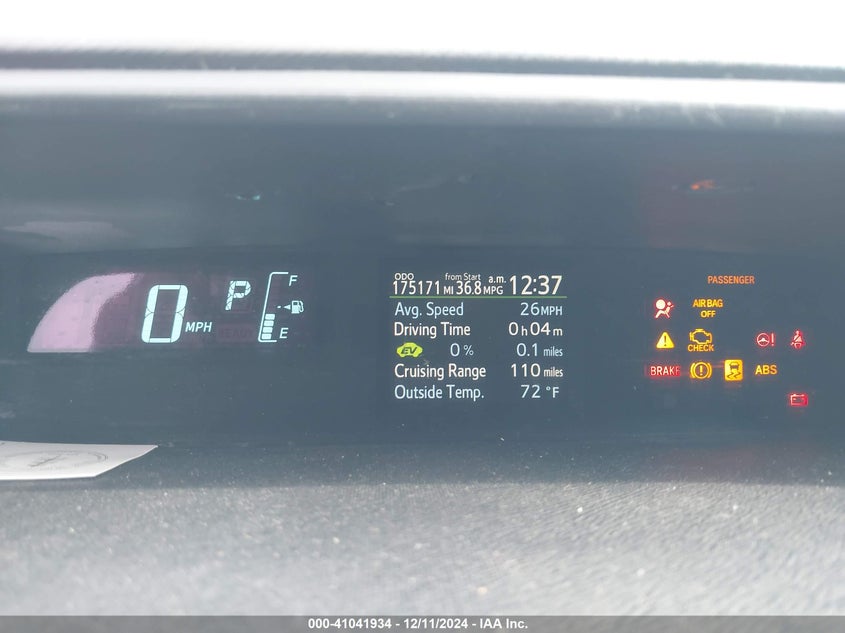 0 MPH
P
F
E
ODO from Start a.m.
175171 MI 36.8 MPG 12:37
Avg. Speed 26 MPH
Driving Time 0 h 04 m
EV 0 % 0.1 miles
Cruising Range 110 miles
Outside Temp. 72 °F
PASSENGER
AIR BAG
OFF
CHECK
BRAKE
ABS
000-41041934 - 12/11/2024 - IAA Inc.